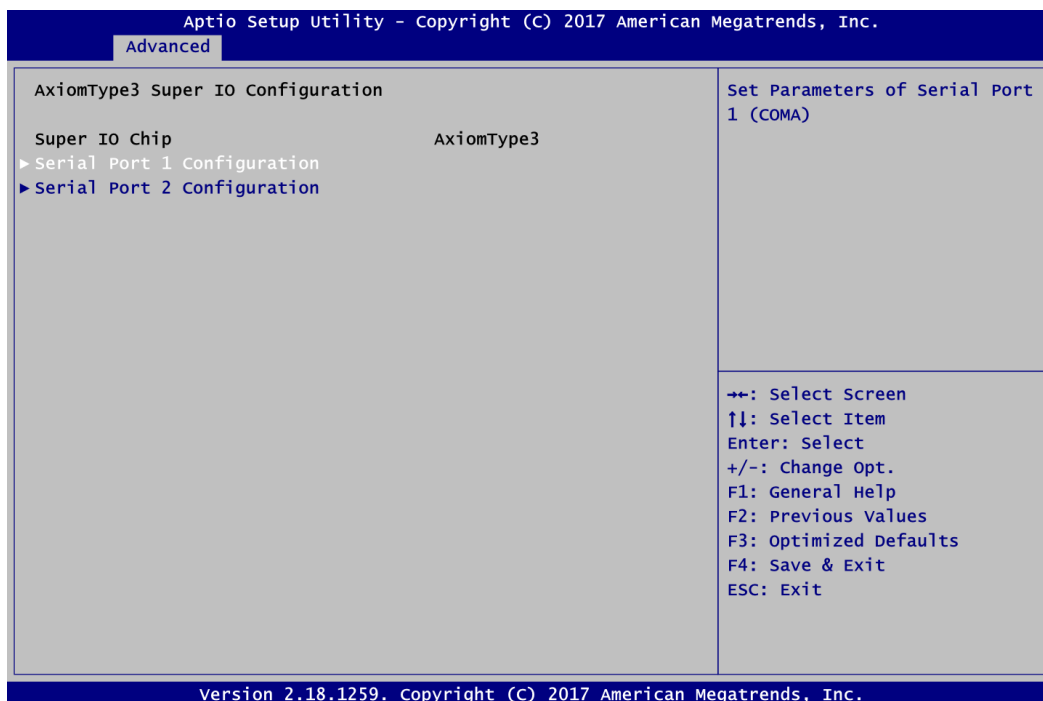 Aptio Setup Utility - Copyright (C) 2017 American Megatrends, Inc.
Advanced
AxiomType3 Super IO Configuration
Super IO Chip AxiomType3
▶ Serial Port 1 Configuration
▶ Serial Port 2 Configuration
Set Parameters of Serial Port
1 (COMA)
→←: Select Screen
↑↓: Select Item
Enter: Select
+/-: Change Opt.
F1: General Help
F2: Previous Values
F3: Optimized Defaults
F4: Save & Exit
ESC: Exit
Version 2.18.1259. Copyright (C) 2017 American Megatrends, Inc.